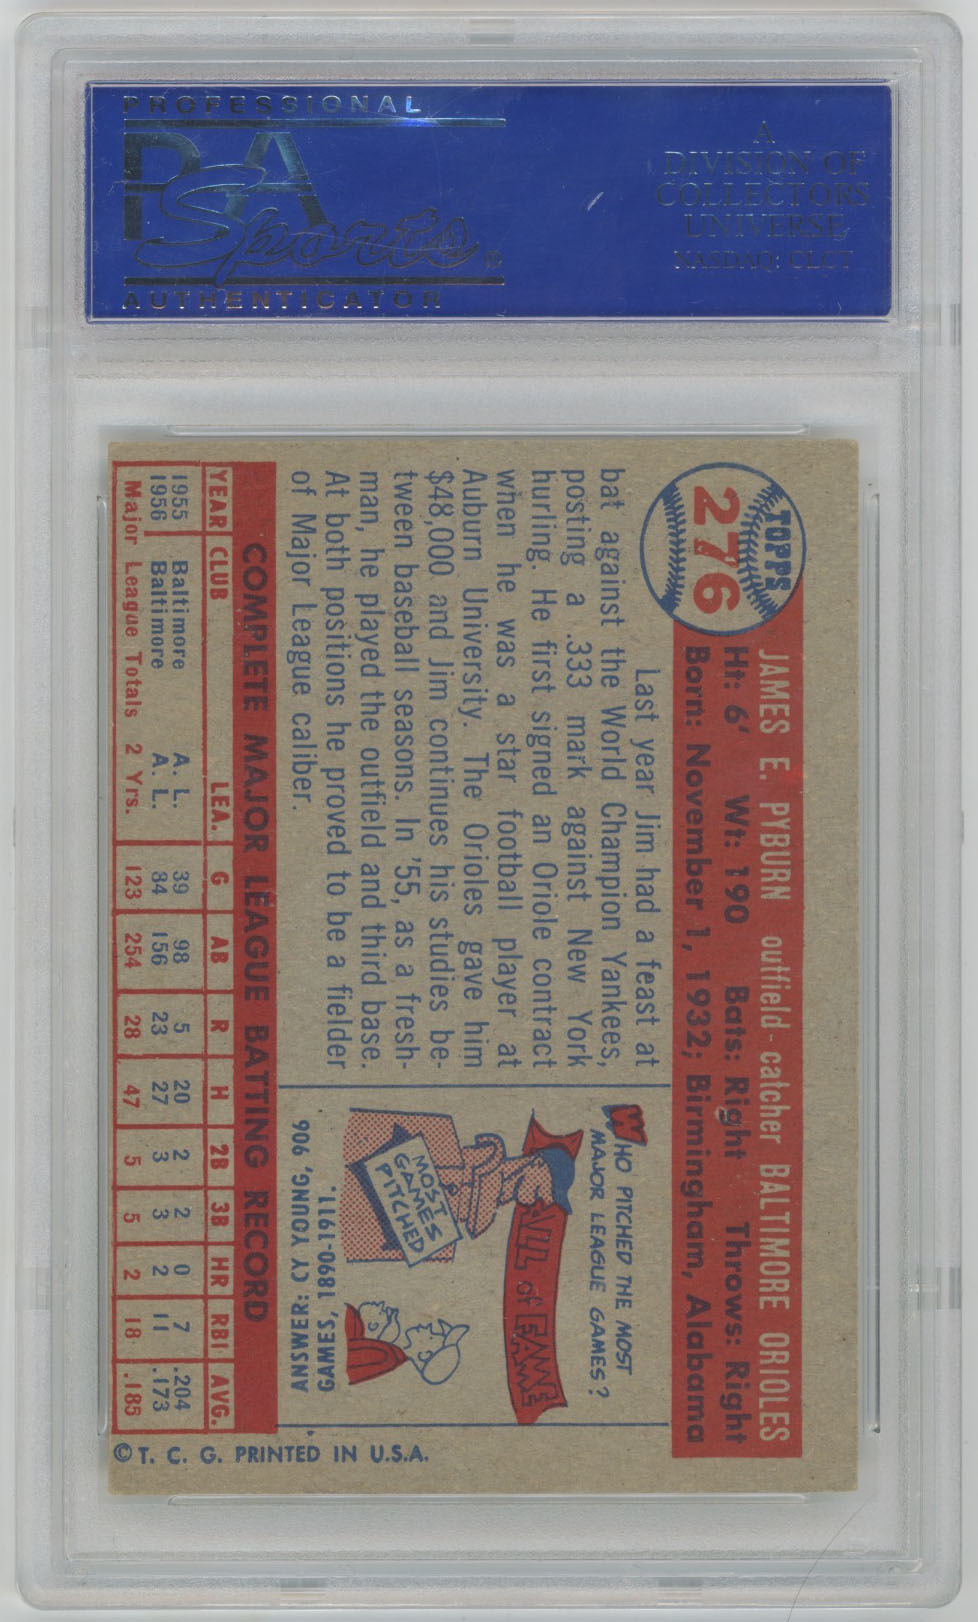 PROFESSIONAL
PSA
Sports®
AUTHENTICATOR
A
DIVISION OF
COLLECTORS
UNIVERSE
NASDAQ: CLCT
TOPPS
276
JAMES E. PYBURN outfield-catcher BALTIMORE ORIOLES
Ht: 6' Wt: 190 Bats: Right Throws: Right
Born: November 1, 1932; Birmingham, Alabama
Last year Jim had a feast at
bat against the World Champion Yankees,
posting a .333 mark against New York
hurling. He first signed an Oriole contract
when he was a star football player at
Auburn University. The Orioles gave him
$48,000 and Jim continues his studies be-
tween baseball seasons. In '55, as a fresh-
man, he played the outfield and third base.
At both positions he proved to be a fielder
of Major League caliber.
WHO PITCHED THE MOST
MAJOR LEAGUE GAMES?
HALL of FAME
MOST
GAMES
PITCHED
ANSWER: CY YOUNG, 906
GAMES, 1890-1911.
COMPLETE MAJOR LEAGUE BATTING RECORD
YEAR CLUB LEA. G AB R H 2B 3B HR RBI AVG.
1955 Baltimore A. L. 39 98 5 20 2 2 0 7 .204
1956 Baltimore A. L. 84 156 23 27 3 3 2 11 .173
Major League Totals 2 Yrs. 123 254 28 47 5 5 2 18 .185
© T. C. G. PRINTED IN U.S.A.